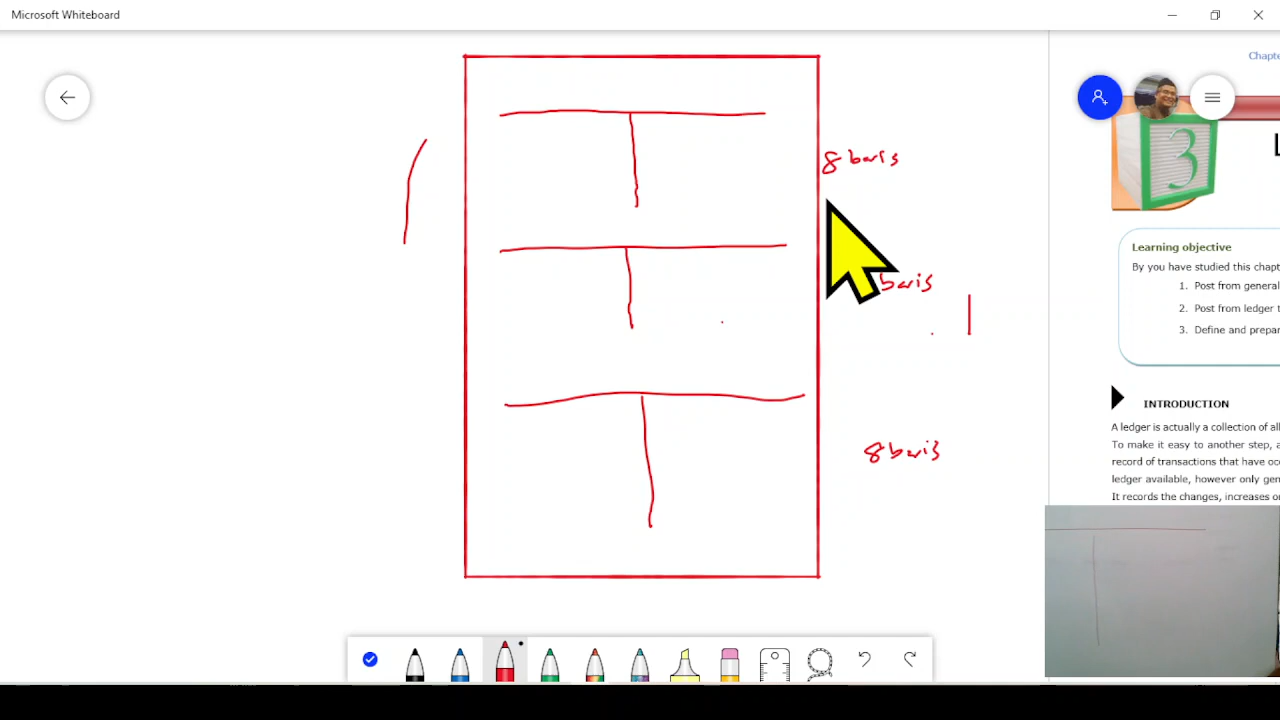 Microsoft Whiteboard
Chapte
3
L
8 baris
baris
8 baris
Learning objective
By you have studied this chapt
1. Post from general
2. Post from ledger t
3. Define and prepar
INTRODUCTION
A ledger is actually a collection of all
To make it easy to another step, a
record of transactions that have occ
ledger available, however only gen
It records the changes, increases or